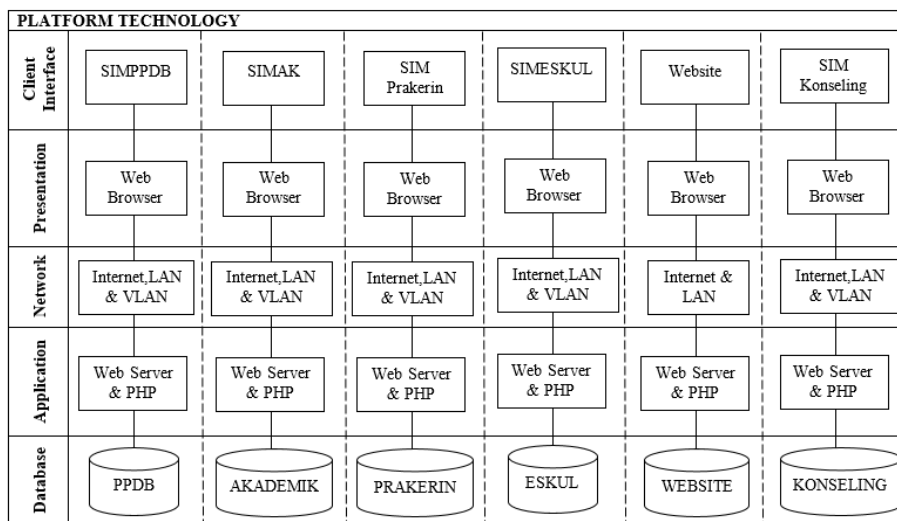 PLATFORM TECHNOLOGY
Client
Interface
SIMPPDB
SIMAK
SIM
Prakerin
SIMESKUL
Website
SIM
Konseling
Presentation
Web
Browser
Web
Browser
Web
Browser
Web
Browser
Web
Browser
Web
Browser
Network
Internet,LAN
& VLAN
Internet,LAN
& VLAN
Internet,LAN
& VLAN
Internet,LAN
& VLAN
Internet &
LAN
Internet,LAN
& VLAN
Application
Web Server
& PHP
Web Server
& PHP
Web Server
& PHP
Web Server
& PHP
Web Server
& PHP
Web Server
& PHP
Database
PPDB
AKADEMIK
PRAKERIN
ESKUL
WEBSITE
KONSELING